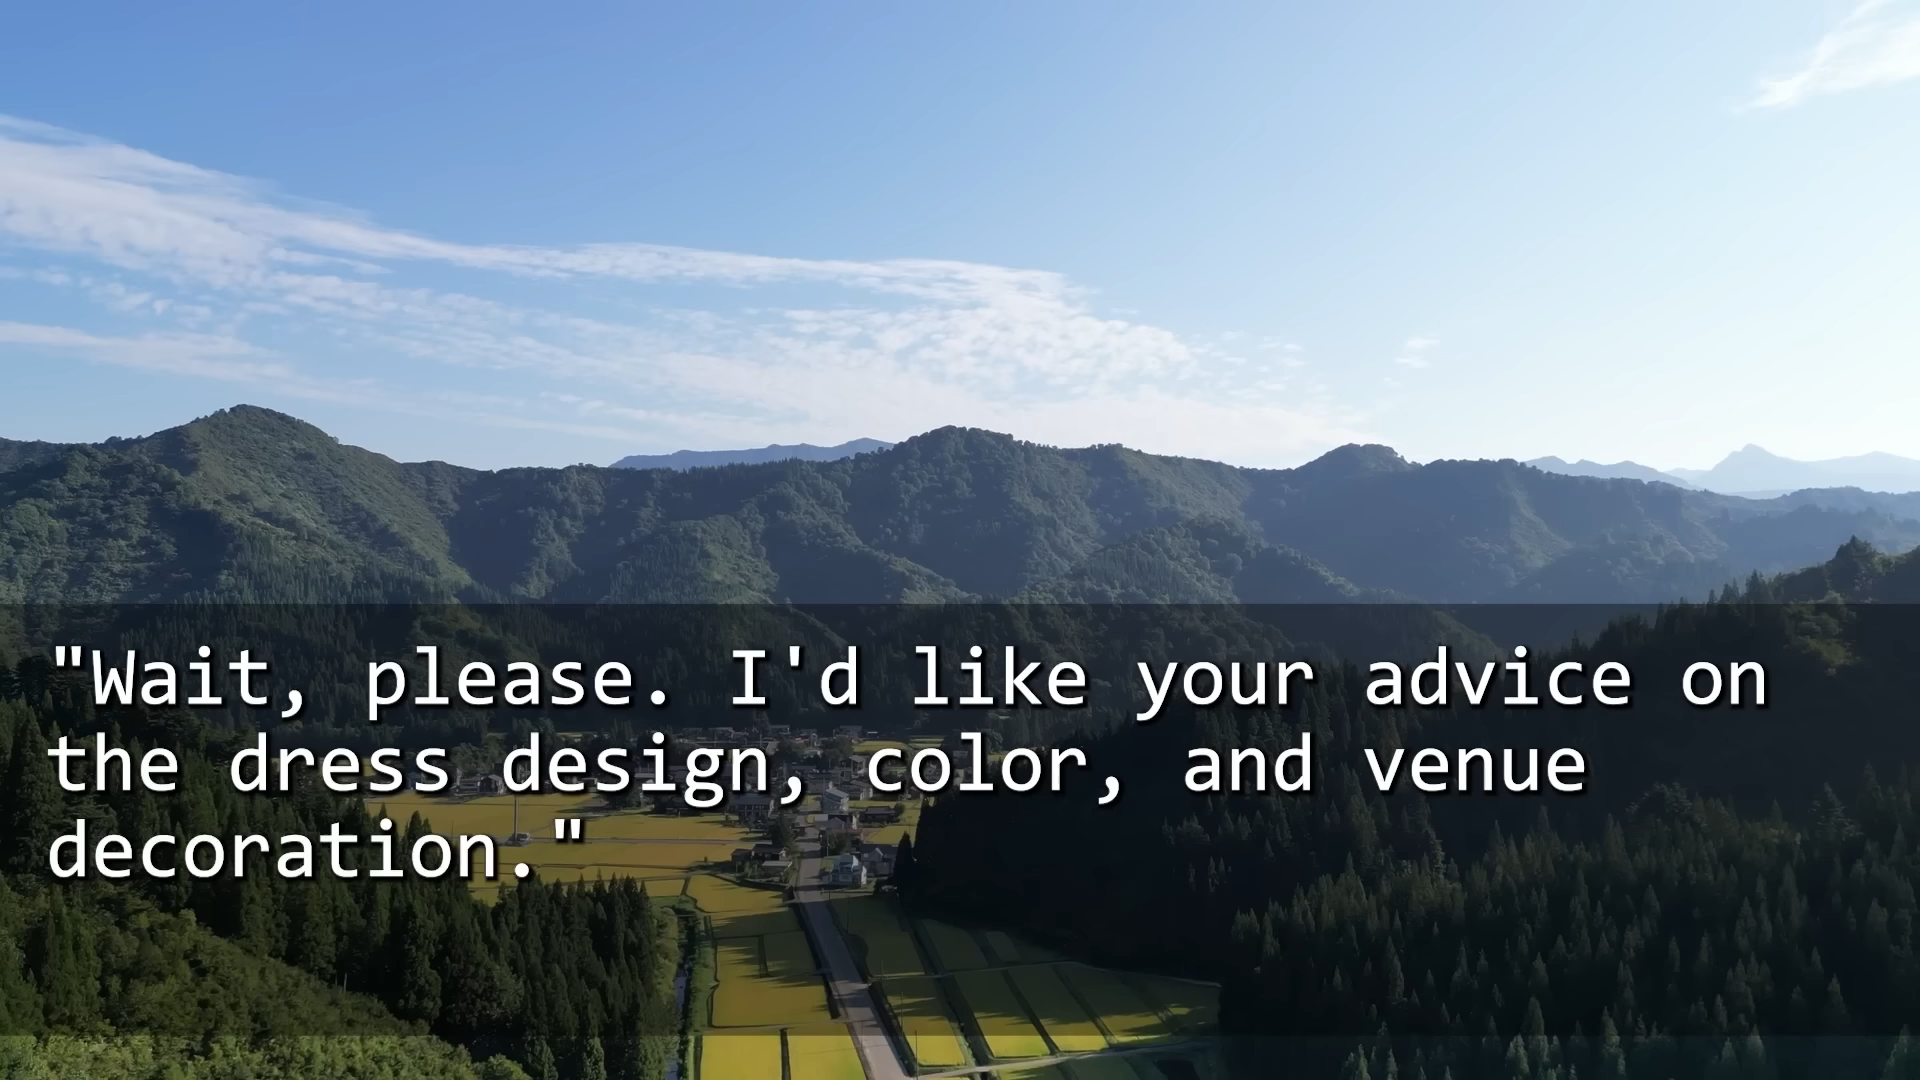 "Wait, please. I'd like your advice on
the dress design, color, and venue
decoration."